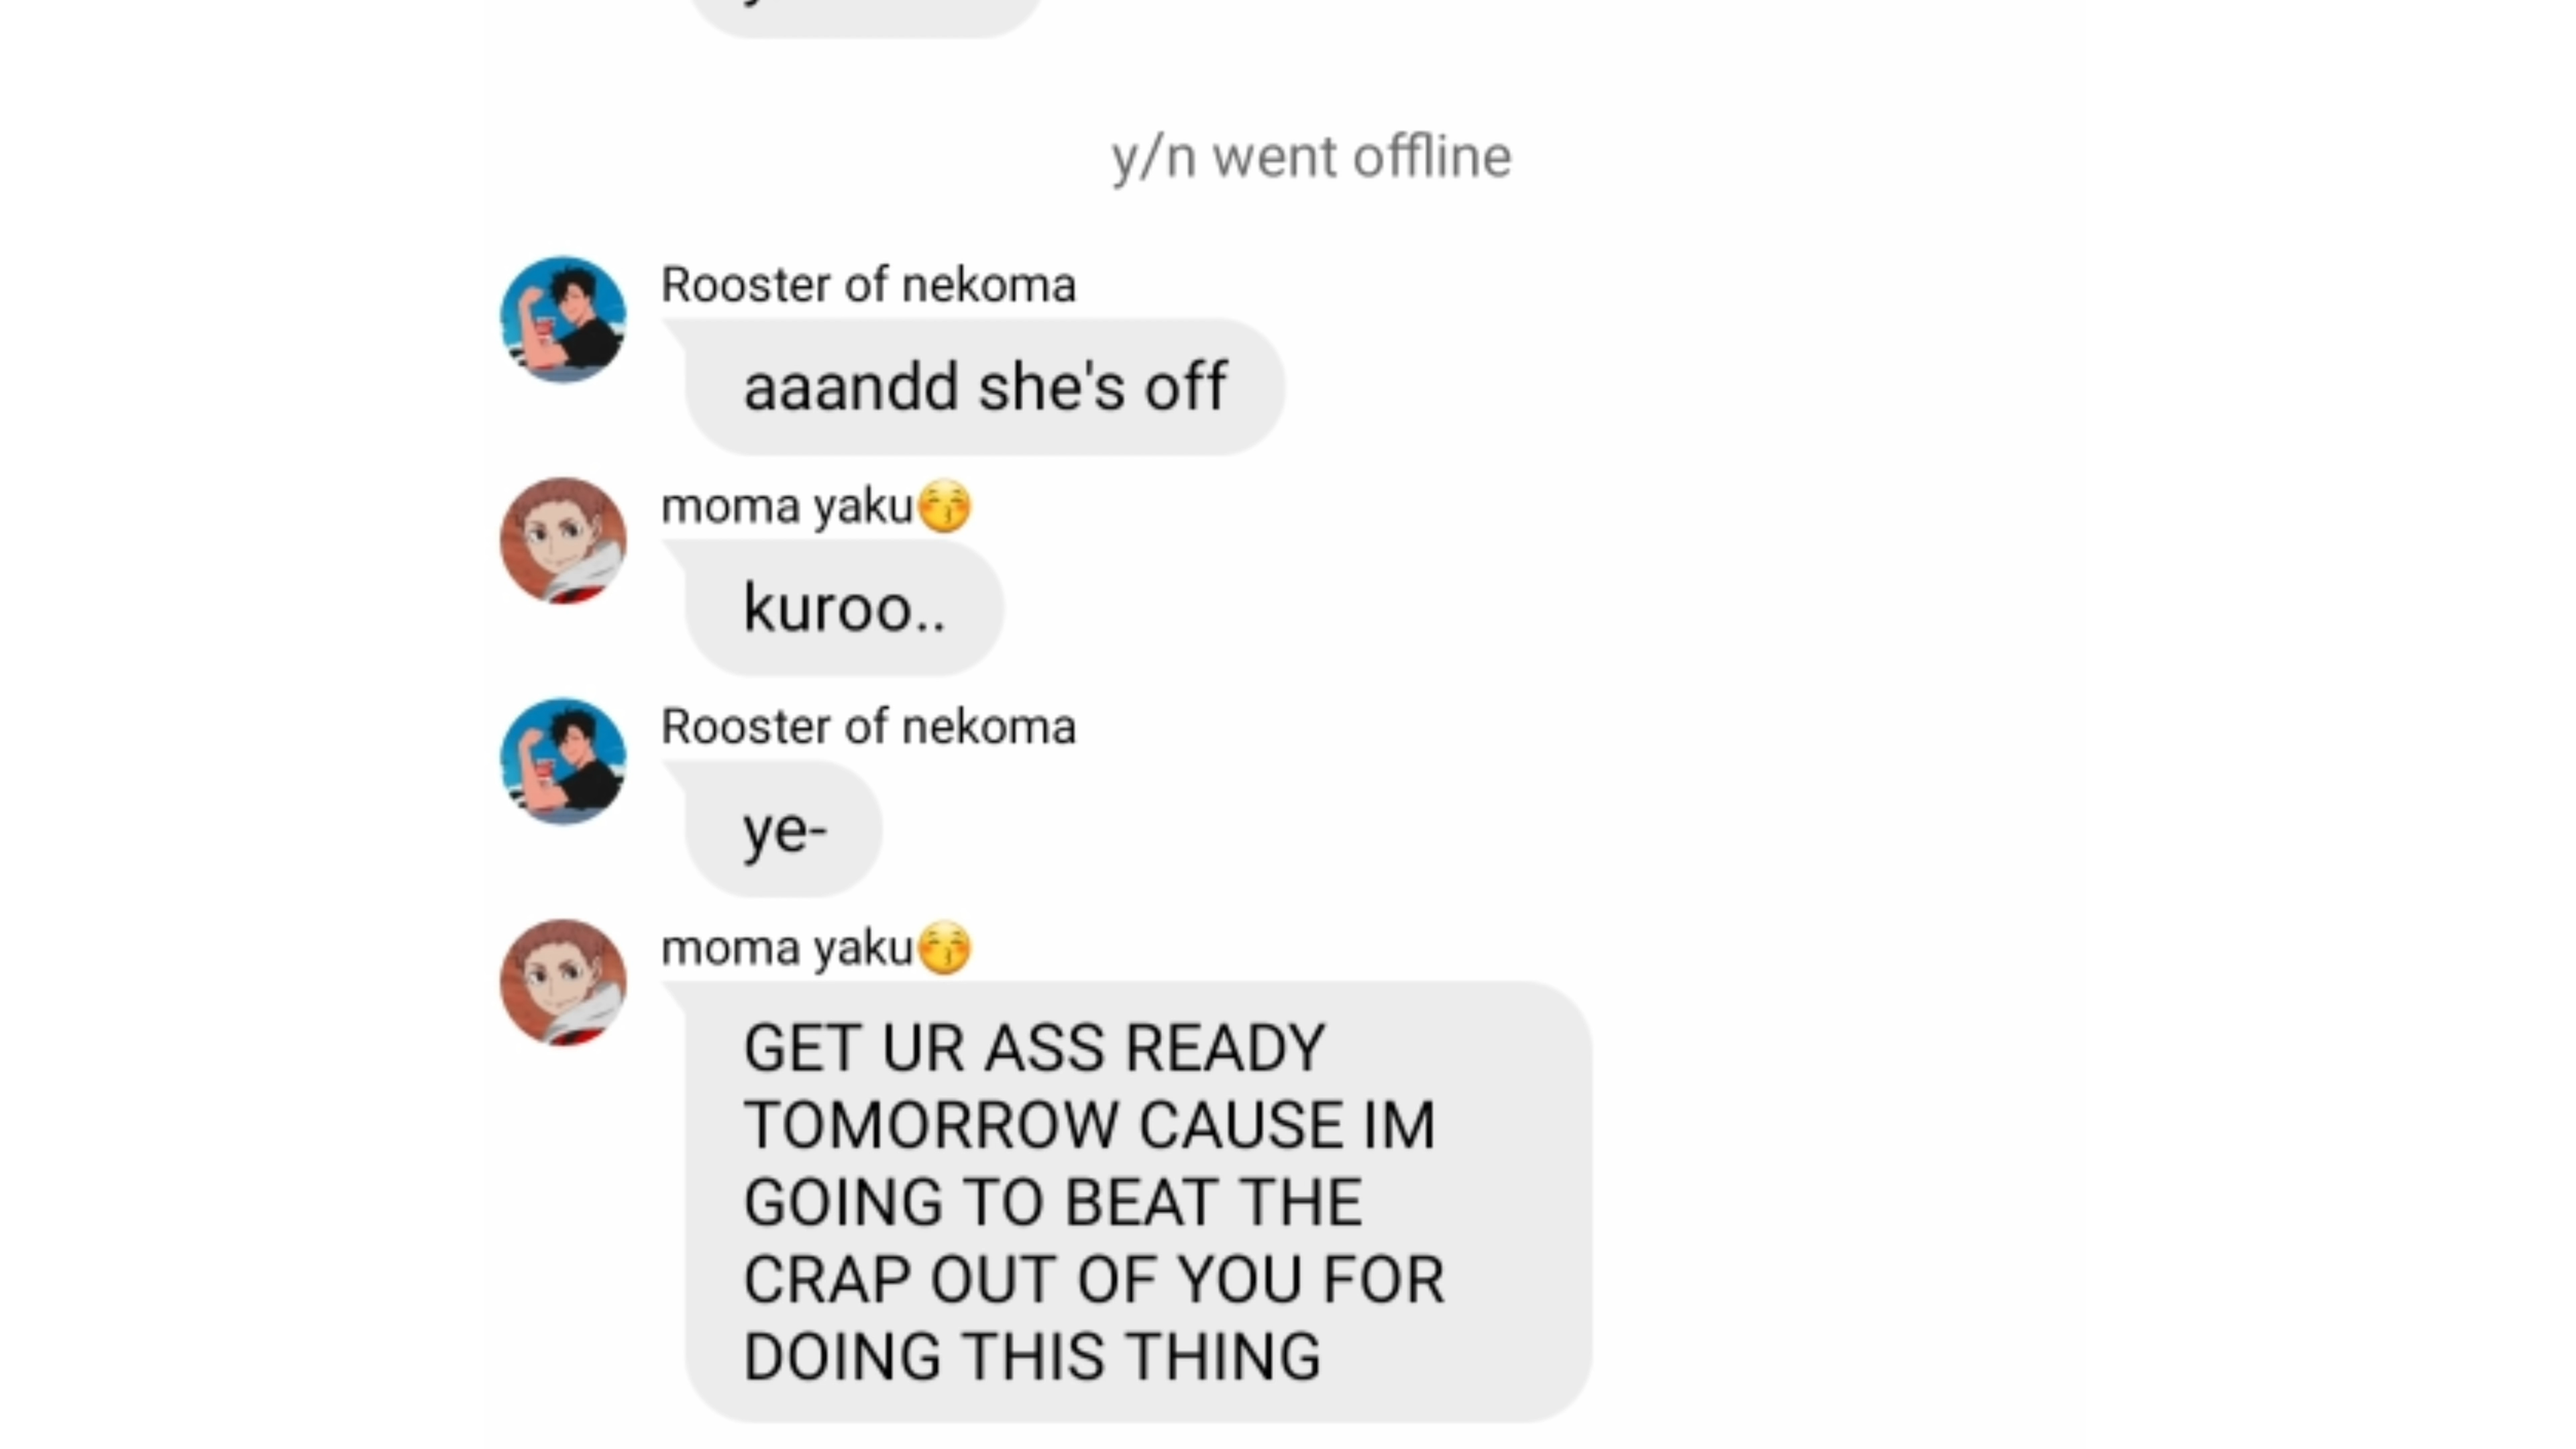 y/n went offline
Rooster of nekoma
aaandd she's off
moma yaku😚
kuroo..
Rooster of nekoma
ye-
moma yaku😚
GET UR ASS READY
TOMORROW CAUSE IM
GOING TO BEAT THE
CRAP OUT OF YOU FOR
DOING THIS THING